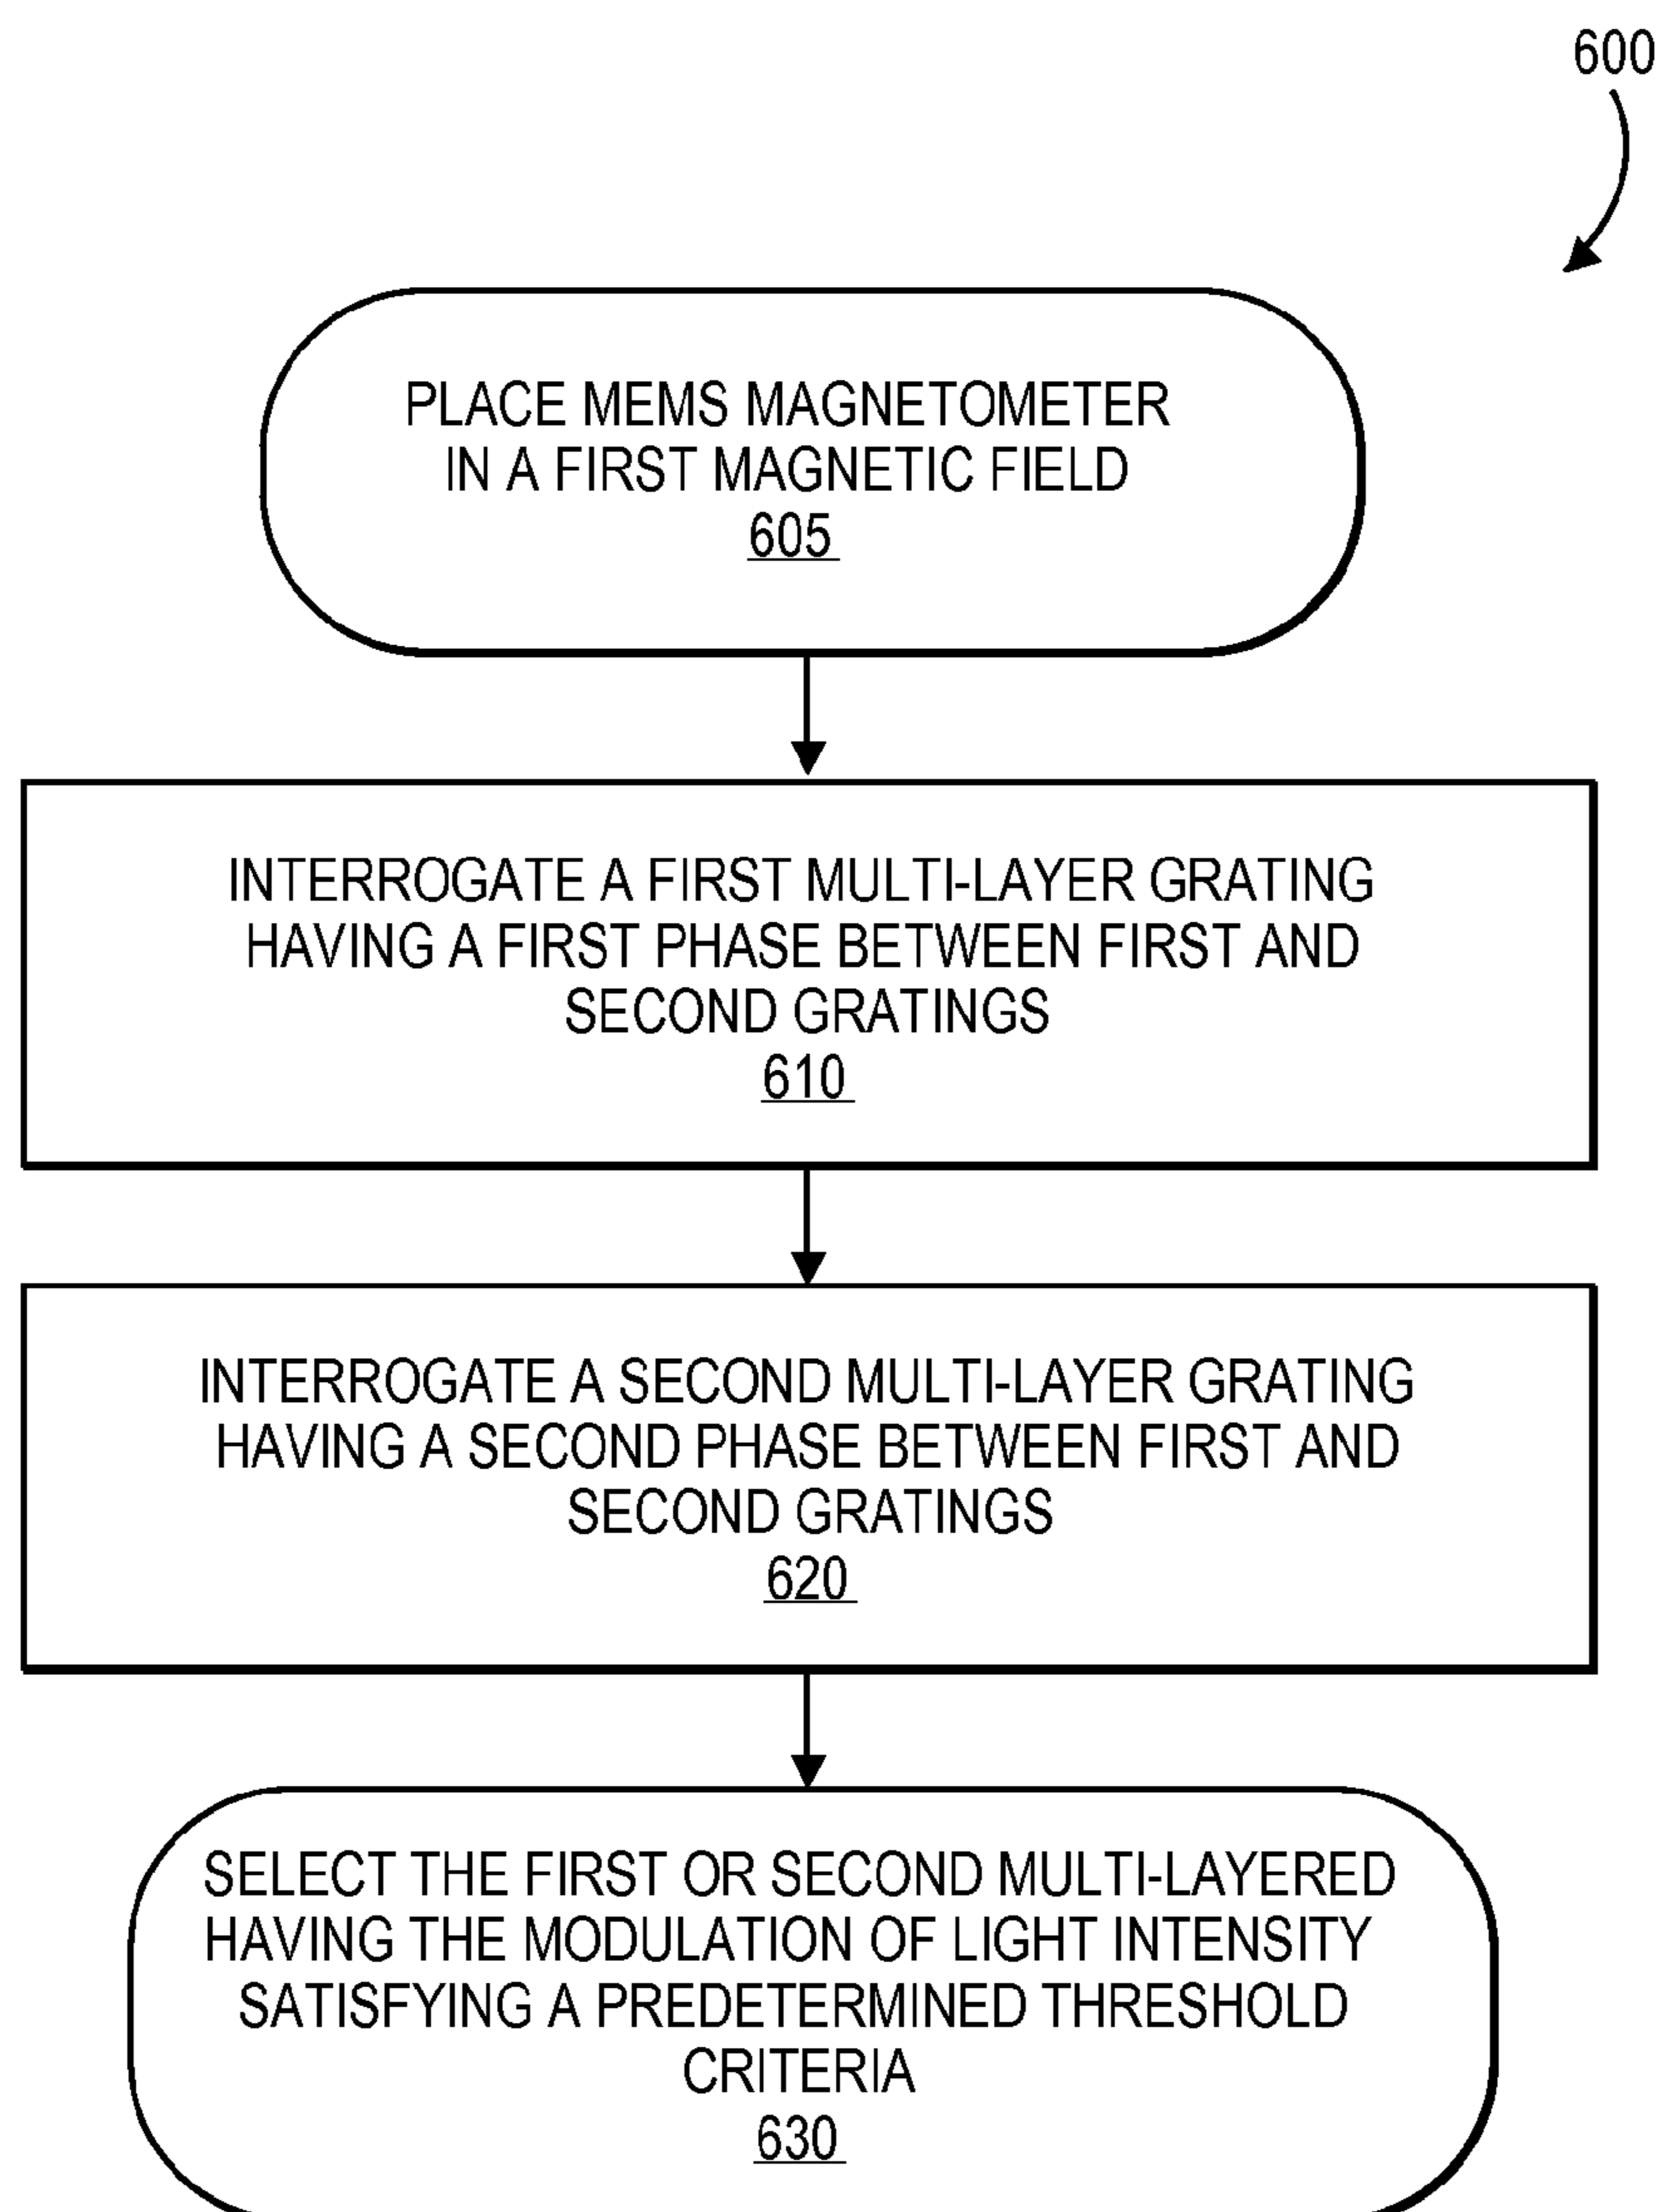 600
PLACE MEMS MAGNETOMETER
IN A FIRST MAGNETIC FIELD
605
INTERROGATE A FIRST MULTI-LAYER GRATING
HAVING A FIRST PHASE BETWEEN FIRST AND
SECOND GRATINGS
610
INTERROGATE A SECOND MULTI-LAYER GRATING
HAVING A SECOND PHASE BETWEEN FIRST AND
SECOND GRATINGS
620
SELECT THE FIRST OR SECOND MULTI-LAYERED
HAVING THE MODULATION OF LIGHT INTENSITY
SATISFYING A PREDETERMINED THRESHOLD
CRITERIA
630